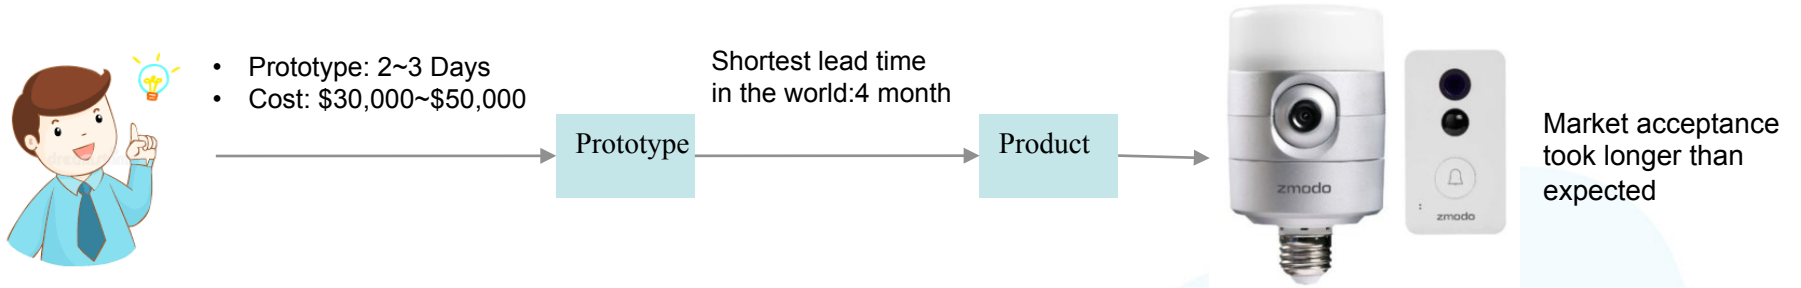 • Prototype: 2~3 Days
• Cost: $30,000~$50,000
Shortest lead time
in the world:4 month
Prototype
Product
zmodo
zmodo
Market acceptance
took longer than
expected